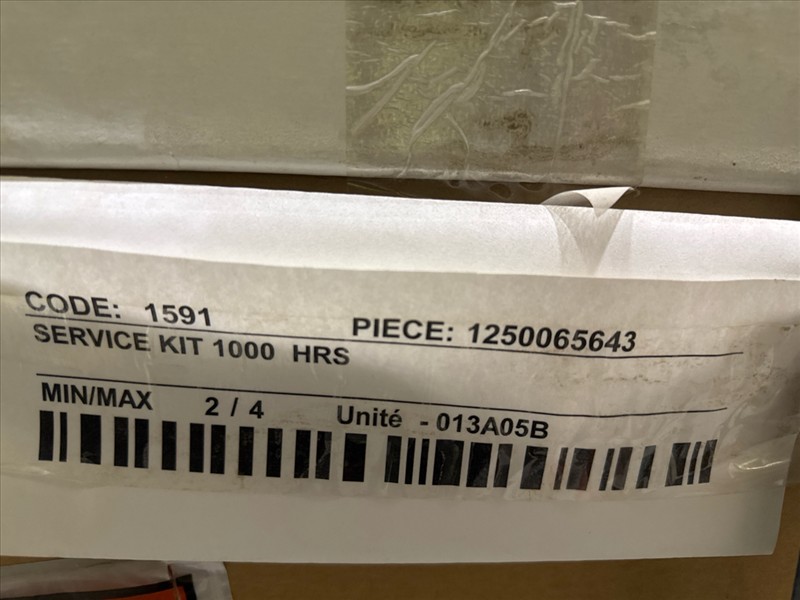 CODE: 1591 PIECE: 1250065643
SERVICE KIT 1000 HRS
MIN/MAX 2 / 4 Unité - 013A05B